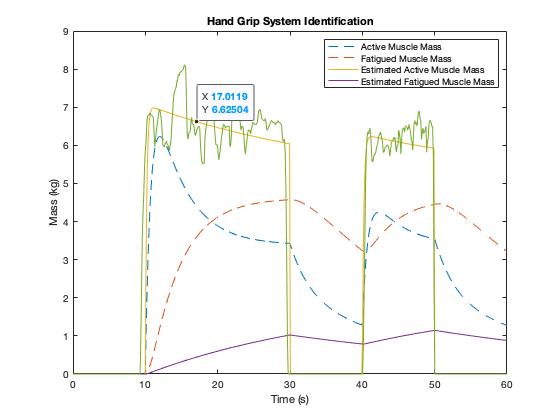 Hand Grip System Identification
Active Muscle Mass
Fatigued Muscle Mass
Estimated Active Muscle Mass
Estimated Fatigued Muscle Mass
X 17.0119
Y 6.62504
Mass (kg)
9
8
7
6
5
4
3
2
1
0
0 10 20 30 40 50 60
Time (s)